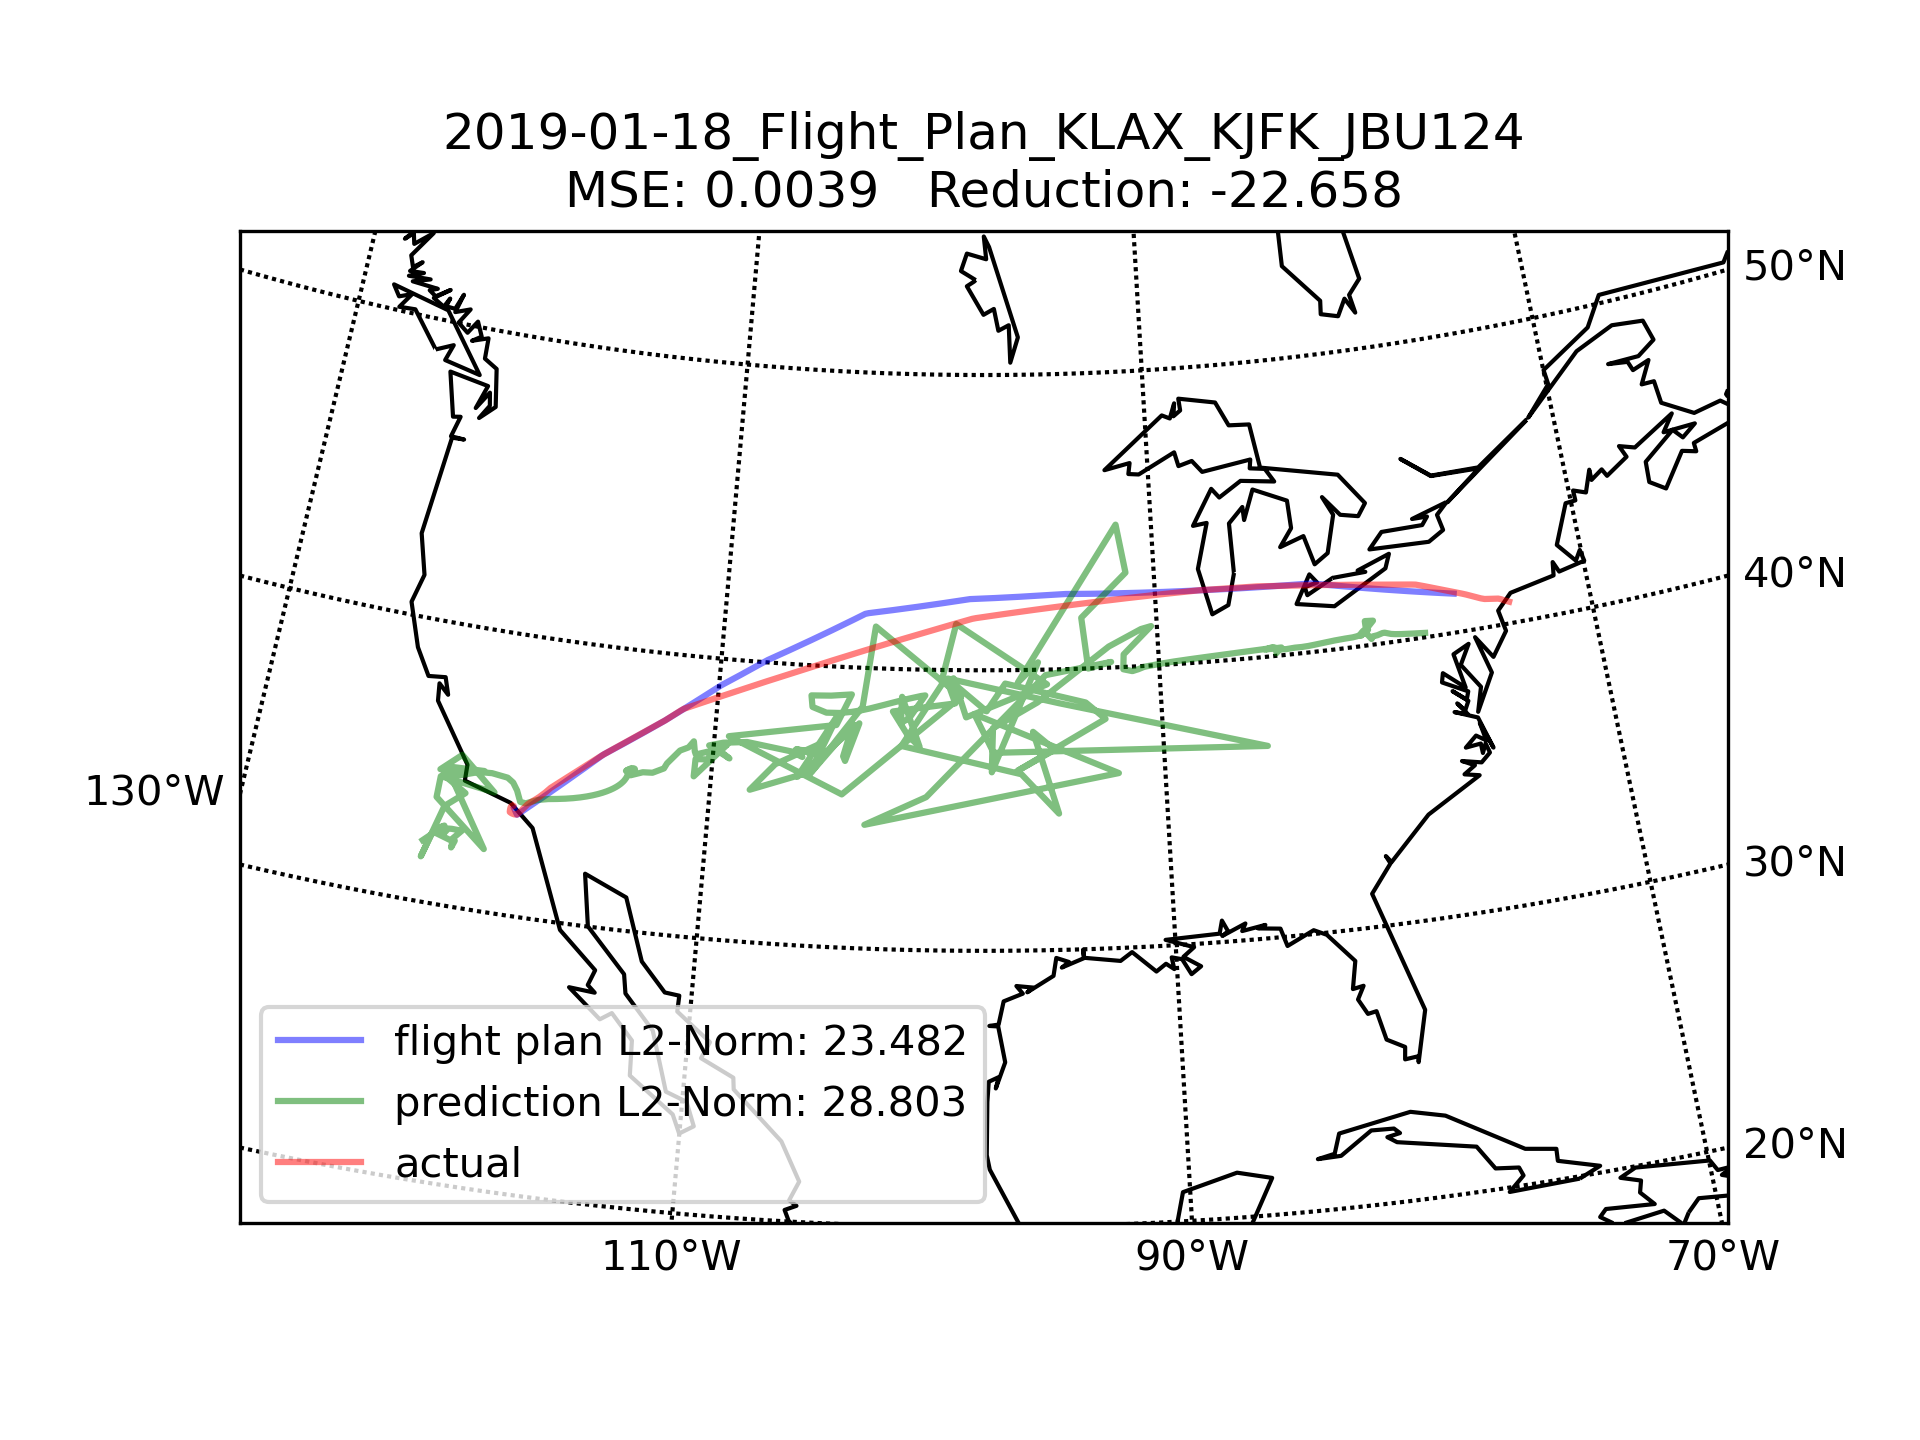 2019-01-18_Flight_Plan_KLAX_KJFK_JBU124
MSE: 0.0039   Reduction: -22.658
50°N
40°N
130°W
30°N
20°N
flight plan L2-Norm: 23.482
prediction L2-Norm: 28.803
actual
110°W
90°W
70°W